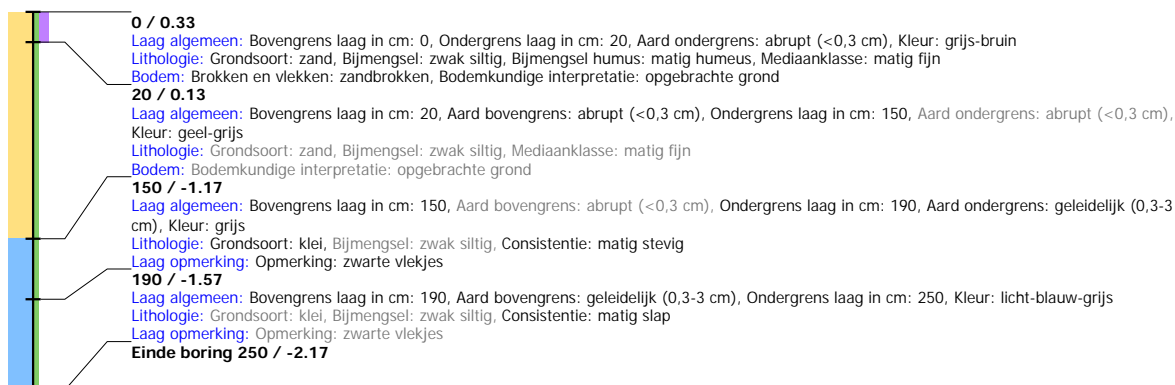 0 / 0.33
Laag algemeen: Bovengrens laag in cm: 0, Ondergrens laag in cm: 20, Aard ondergrens: abrupt (<0,3 cm), Kleur: grijs-bruin
Lithologie: Grondsoort: zand, Bijmengsel: zwak siltig, Bijmengsel humus: matig humeus, Mediaanklasse: matig fijn
Bodem: Brokken en vlekken: zandbrokken, Bodemkundige interpretatie: opgebrachte grond
20 / 0.13
Laag algemeen: Bovengrens laag in cm: 20, Aard bovengrens: abrupt (<0,3 cm), Ondergrens laag in cm: 150, Aard ondergrens: abrupt (<0,3 cm),
Kleur: geel-grijs
Lithologie: Grondsoort: zand, Bijmengsel: zwak siltig, Mediaanklasse: matig fijn
Bodem: Bodemkundige interpretatie: opgebrachte grond
150 / -1.17
Laag algemeen: Bovengrens laag in cm: 150, Aard bovengrens: abrupt (<0,3 cm), Ondergrens laag in cm: 190, Aard ondergrens: geleidelijk (0,3-3
cm), Kleur: grijs
Lithologie: Grondsoort: klei, Bijmengsel: zwak siltig, Consistentie: matig stevig
Laag opmerking: Opmerking: zwarte vlekjes
190 / -1.57
Laag algemeen: Bovengrens laag in cm: 190, Aard bovengrens: geleidelijk (0,3-3 cm), Ondergrens laag in cm: 250, Kleur: licht-blauw-grijs
Lithologie: Grondsoort: klei, Bijmengsel: zwak siltig, Consistentie: matig slap
Laag opmerking: Opmerking: zwarte vlekjes
Einde boring 250 / -2.17